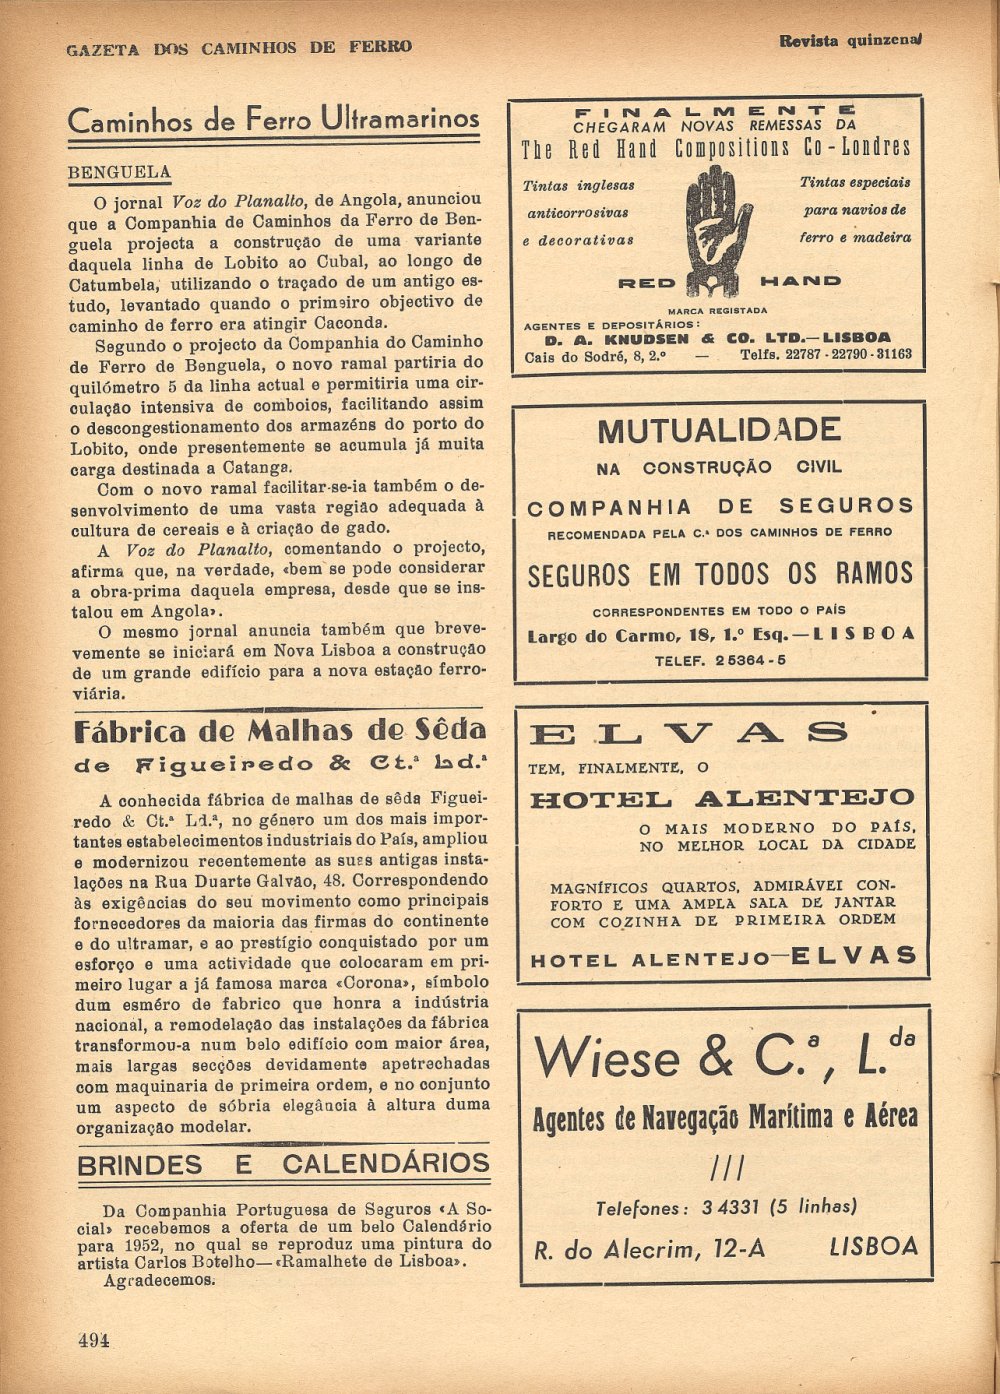 GAZETA DOS CAMINHOS DE FERRO
Revista quinzenal
Caminhos de Ferro Ultramarinos
BENGUELA
O jornal Voz do Planalto, de Angola, anunciou
que a Companhia de Caminhos da Ferro de Ben-
guela projecta a construção de uma variante
daquela linha de Lobito ao Cubal, ao longo de
Catumbela, utilizando o traçado de um antigo es-
tudo, levantado quando o primeiro objectivo de
caminho de ferro era atingir Caconda.
Segundo o projecto da Companhia do Caminho
de Ferro de Benguela, o novo ramal partiria do
quilómetro 5 da linha actual e permitiria uma cir-
culação intensiva de comboios, facilitando assim
o descongestionamento dos armazéns do porto do
Lobito, onde presentemente se acumula já muita
carga destinada a Catanga.
Com o novo ramal facilitar-se-ia também o de-
senvolvimento de uma vasta região adequada à
cultura de cereais e à criação de gado.
A Voz do Planalto, comentando o projecto,
afirma que, na verdade, «bem se pode considerar
a obra-prima daquela empresa, desde que se ins-
talou em Angola».
O mesmo jornal anuncia também que breve-
vemente se iniciará em Nova Lisboa a construção
de um grande edifício para a nova estação ferro-
viária.
Fábrica de Malhas de Sêda
de Figueiredo & Ct.ª Ld.ª
A conhecida fábrica de malhas de sêda Figuei-
redo & Ct.ª Ld.ª, no género um dos mais impor-
tantes estabelecimentos industriais do País, ampliou
e modernizou recentemente as suas antigas insta-
lações na Rua Duarte Galvão, 48. Correspondendo
às exigências do seu movimento como principais
fornecedores da maioria das firmas do continente
e do ultramar, e ao prestígio conquistado por um
esforço e uma actividade que colocaram em pri-
meiro lugar a já famosa marca «Corona», símbolo
dum esméro de fabrico que honra a indústria
nacional, a remodelação das instalações da fábrica
transformou-a num belo edifício com maior área,
mais largas secções devidamente apetrechadas
com maquinaria de primeira ordem, e no conjunto
um aspecto de sóbria elegância à altura duma
organização modelar.
BRINDES E CALENDÁRIOS
Da Companhia Portuguesa de Seguros «A So-
cial» recebemos a oferta de um belo Calendário
para 1952, no qual se reproduz uma pintura do
artista Carlos Botelho—«Ramalhete de Lisboa».
Agradecemos.
494
FINALMENTE
CHEGARAM NOVAS REMESSAS DA
The Red Hand Compositions Co - Londres
Tintas inglesas
anticorrosivas
e decorativas
Tintas especiais
para navios de
ferro e madeira
RED HAND
MARCA REGISTADA
AGENTES E DEPOSITÁRIOS:
D. A. KNUDSEN & CO. LTD.—LISBOA
Cais do Sodré, 8, 2.º — Telfs. 22787 - 22790 - 31163
MUTUALIDADE
NA CONSTRUÇÃO CIVIL
COMPANHIA DE SEGUROS
RECOMENDADA PELA C.ª DOS CAMINHOS DE FERRO
SEGUROS EM TODOS OS RAMOS
CORRESPONDENTES EM TODO O PAÍS
Largo do Carmo, 18, 1.º Esq.—LISBOA
TELEF. 25364-5
ELVAS
TEM, FINALMENTE, O
HOTEL ALENTEJO
O MAIS MODERNO DO PAÍS,
NO MELHOR LOCAL DA CIDADE
MAGNÍFICOS QUARTOS, ADMIRÁVEI CON-
FORTO E UMA AMPLA SALA DE JANTAR
COM COZINHA DE PRIMEIRA ORDEM
HOTEL ALENTEJO—ELVAS
Wiese & C.ª, L.da
Agentes de Navegação Marítima e Aérea
///
Telefones: 34331 (5 linhas)
R. do Alecrim, 12-A LISBOA